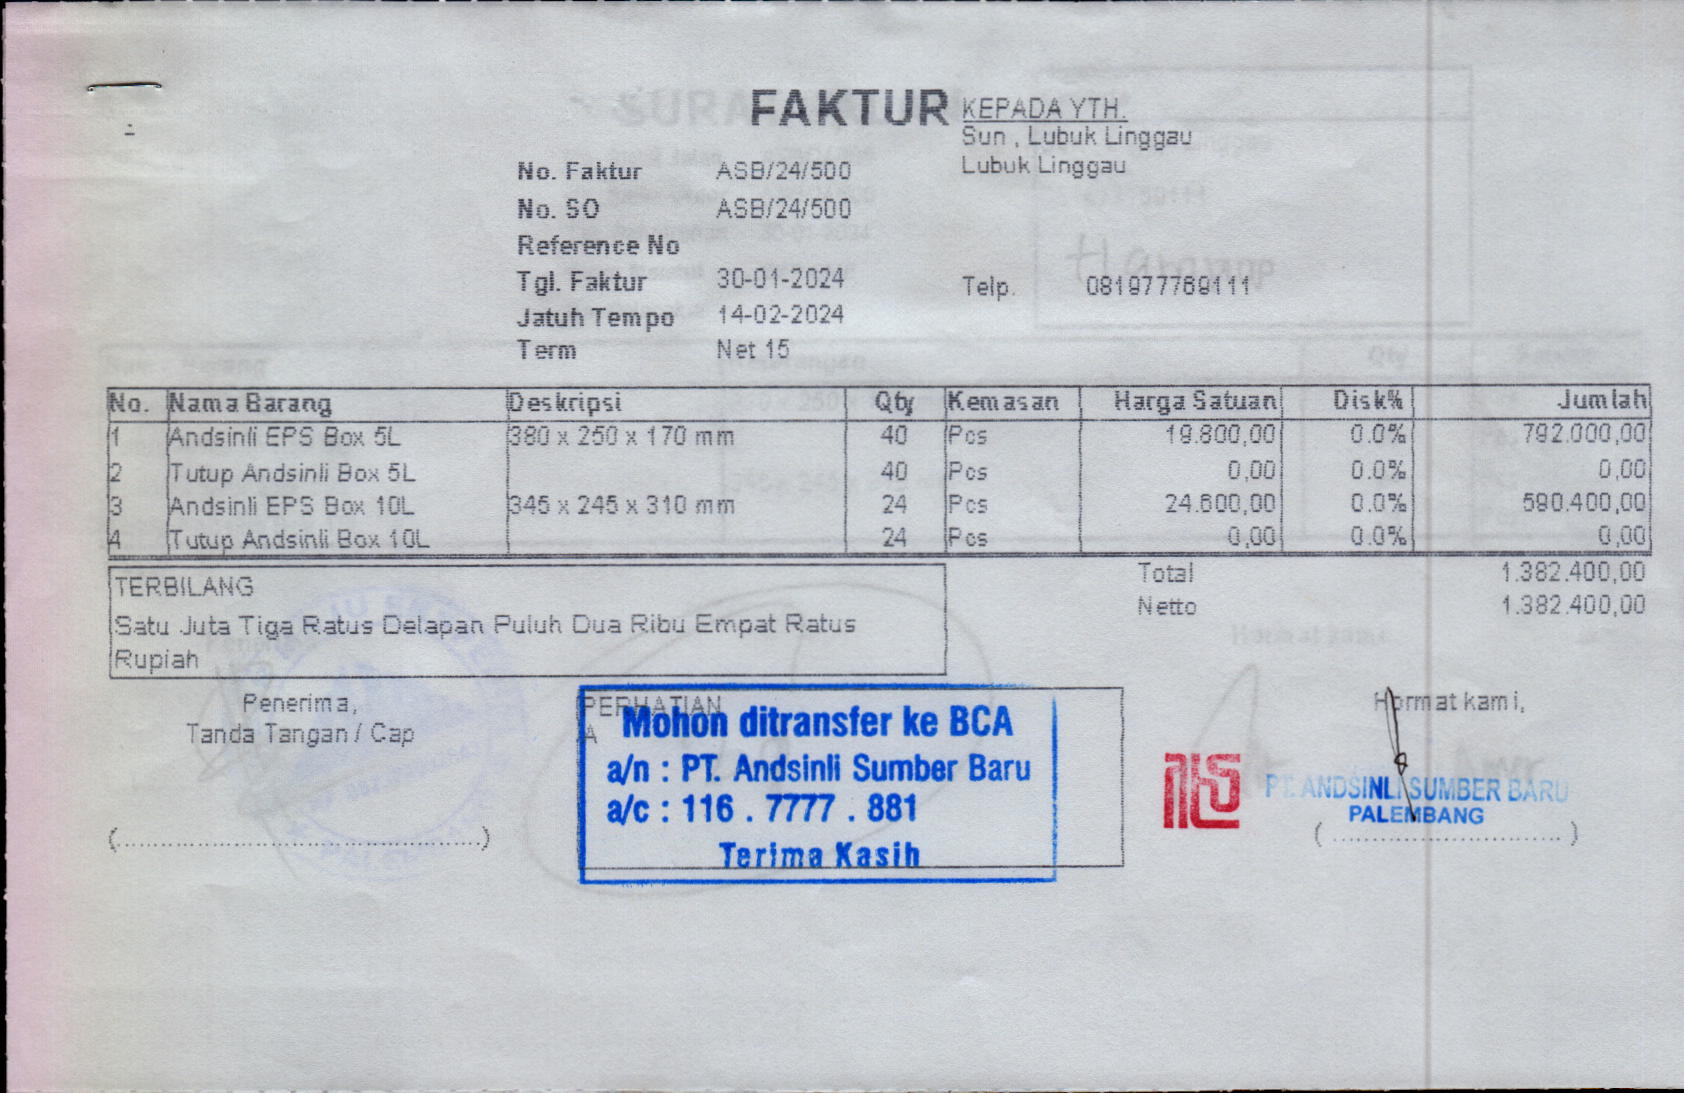 FAKTUR
KEPADA YTH.
Sun , Lubuk Linggau
Lubuk Linggau
No. Faktur ASB/24/500
No. SO ASB/24/500
Reference No
Tgl. Faktur 30-01-2024
Telp. 081977769111
Jatuh Tempo 14-02-2024
Term Net 15
No. Nama Barang Deskripsi Qty Kemasan Harga Satuan Disk% Jumlah
1 Andsinli EPS Box 5L 380 x 250 x 170 mm 40 Pcs 19.800,00 0.0% 792.000,00
2 Tutup Andsinli Box 5L 40 Pcs 0,00 0.0% 0,00
3 Andsinli EPS Box 10L 345 x 245 x 310 mm 24 Pcs 24.600,00 0.0% 590.400,00
4 Tutup Andsinli Box 10L 24 Pcs 0,00 0.0% 0,00
Total 1.382.400,00
Netto 1.382.400,00
TERBILANG
Satu Juta Tiga Ratus Delapan Puluh Dua Ribu Empat Ratus
Rupiah
Penerima,
Tanda Tangan / Cap
(................................................)
PERHATIAN
A
Mohon ditransfer ke BCA
a/n : PT. Andsinli Sumber Baru
a/c : 116 . 7777 . 881
Terima Kasih
Hormat kami,
PT. ANDSINLI SUMBER BARU
PALEMBANG
( .............................. )